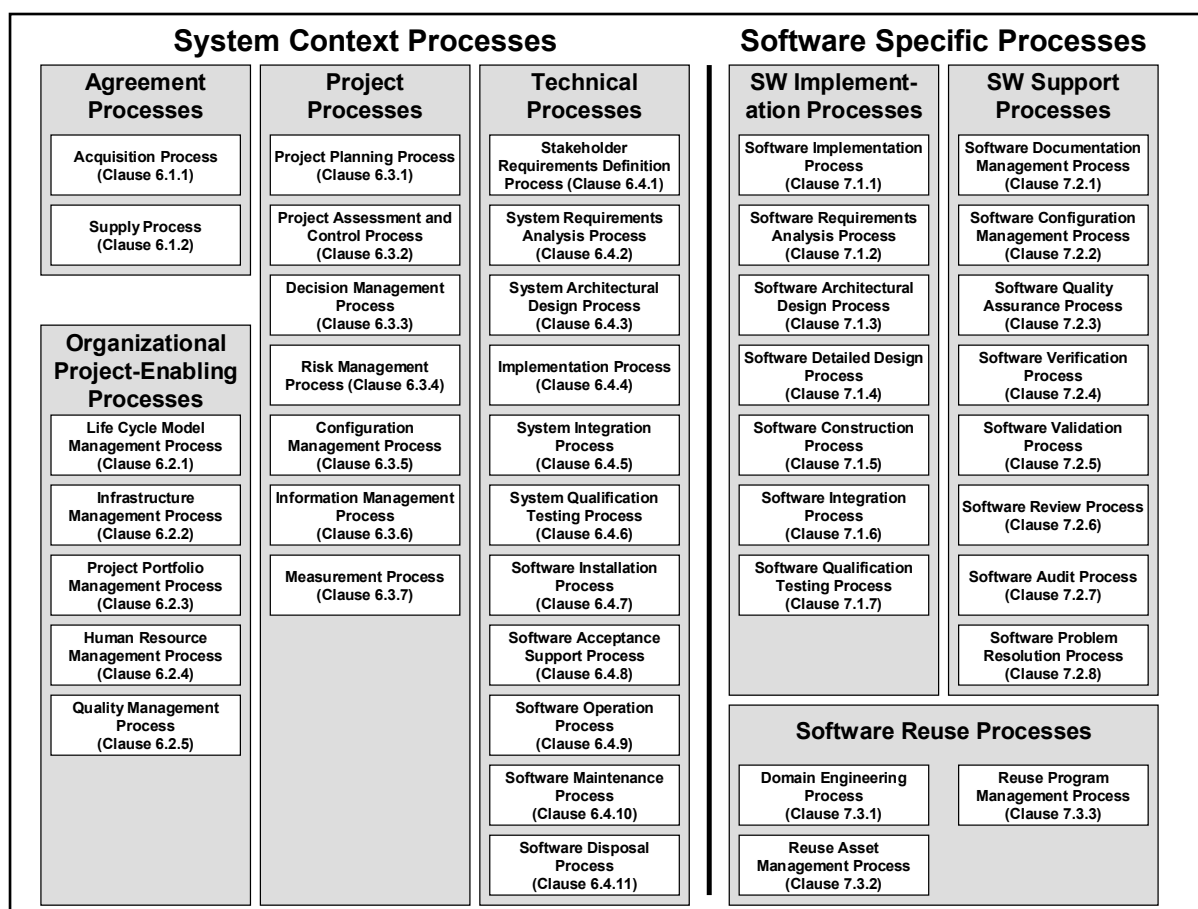 System Context Processes
Agreement
Processes
Acquisition Process
(Clause 6.1.1)
Supply Process
(Clause 6.1.2)
Organizational
Project-Enabling
Processes
Life Cycle Model
Management Process
(Clause 6.2.1)
Infrastructure
Management Process
(Clause 6.2.2)
Project Portfolio
Management Process
(Clause 6.2.3)
Human Resource
Management Process
(Clause 6.2.4)
Quality Management
Process
(Clause 6.2.5)
Project
Processes
Project Planning Process
(Clause 6.3.1)
Project Assessment and
Control Process
(Clause 6.3.2)
Decision Management
Process
(Clause 6.3.3)
Risk Management
Process (Clause 6.3.4)
Configuration
Management Process
(Clause 6.3.5)
Information Management
Process
(Clause 6.3.6)
Measurement Process
(Clause 6.3.7)
Technical
Processes
Stakeholder
Requirements Definition
Process (Clause 6.4.1)
System Requirements
Analysis Process
(Clause 6.4.2)
System Architectural
Design Process
(Clause 6.4.3)
Implementation Process
(Clause 6.4.4)
System Integration
Process
(Clause 6.4.5)
System Qualification
Testing Process
(Clause 6.4.6)
Software Installation
Process
(Clause 6.4.7)
Software Acceptance
Support Process
(Clause 6.4.8)
Software Operation
Process
(Clause 6.4.9)
Software Maintenance
Process
(Clause 6.4.10)
Software Disposal
Process
(Clause 6.4.11)
Software Specific Processes
SW Implement-
ation Processes
Software Implementation
Process
(Clause 7.1.1)
Software Requirements
Analysis Process
(Clause 7.1.2)
Software Architectural
Design Process
(Clause 7.1.3)
Software Detailed Design
Process
(Clause 7.1.4)
Software Construction
Process
(Clause 7.1.5)
Software Integration
Process
(Clause 7.1.6)
Software Qualification
Testing Process
(Clause 7.1.7)
SW Support
Processes
Software Documentation
Management Process
(Clause 7.2.1)
Software Configuration
Management Process
(Clause 7.2.2)
Software Quality
Assurance Process
(Clause 7.2.3)
Software Verification
Process
(Clause 7.2.4)
Software Validation
Process
(Clause 7.2.5)
Software Review Process
(Clause 7.2.6)
Software Audit Process
(Clause 7.2.7)
Software Problem
Resolution Process
(Clause 7.2.8)
Software Reuse Processes
Domain Engineering
Process
(Clause 7.3.1)
Reuse Asset
Management Process
(Clause 7.3.2)
Reuse Program
Management Process
(Clause 7.3.3)